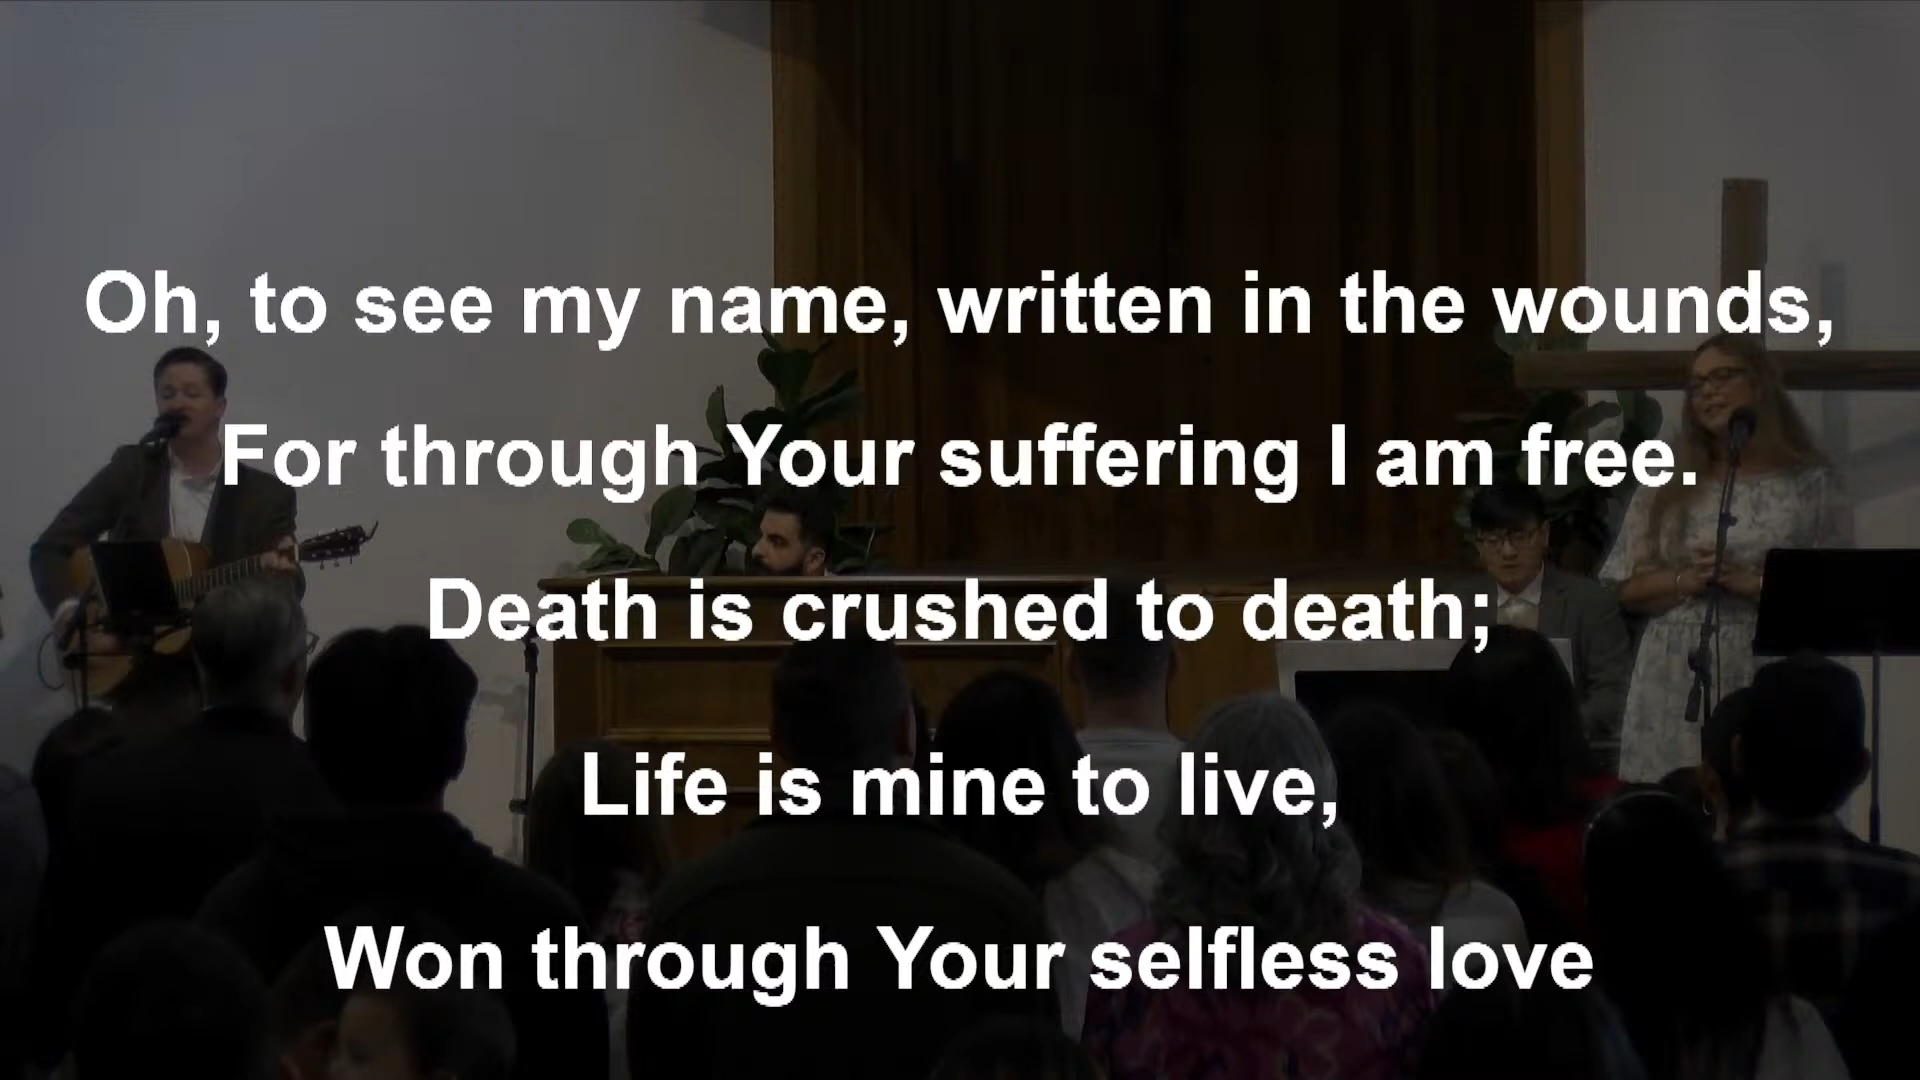 Oh, to see my name, written in the wounds,
For through Your suffering I am free.
Death is crushed to death;
Life is mine to live,
Won through Your selfless love